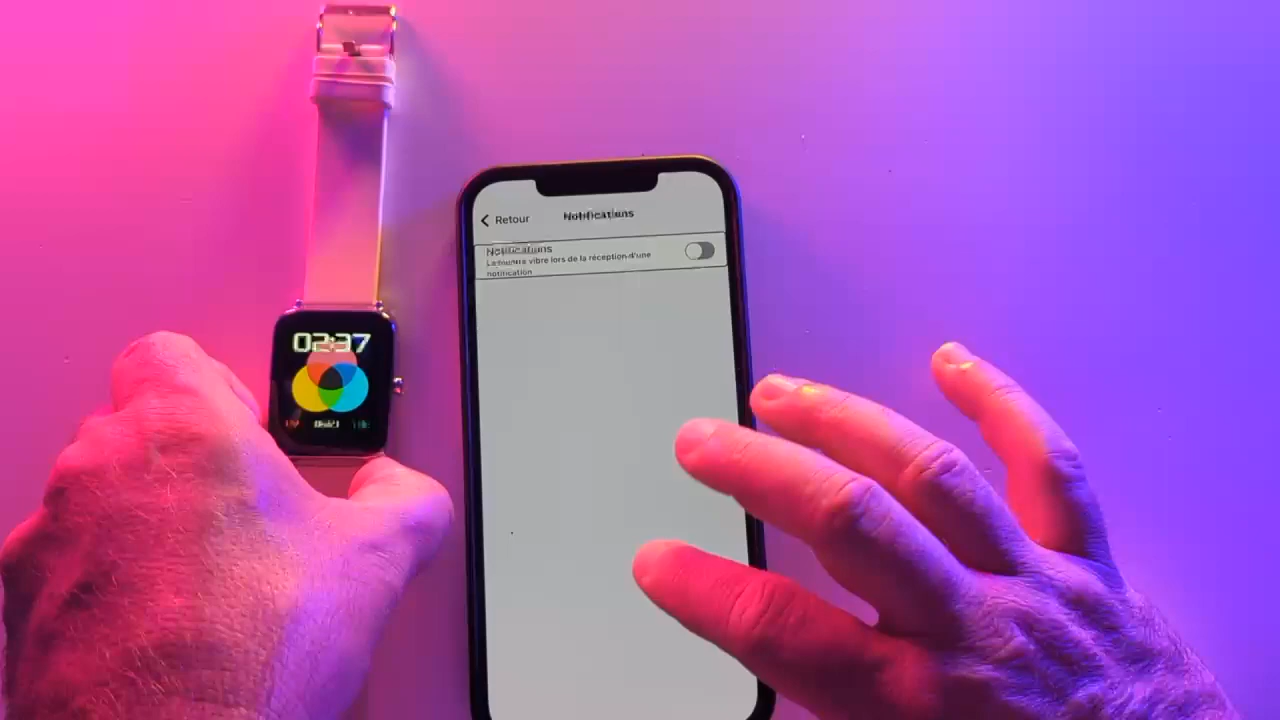 Retour
Notifications
Notifications
La montre vibre lors de la réception d'une
notification
02:37